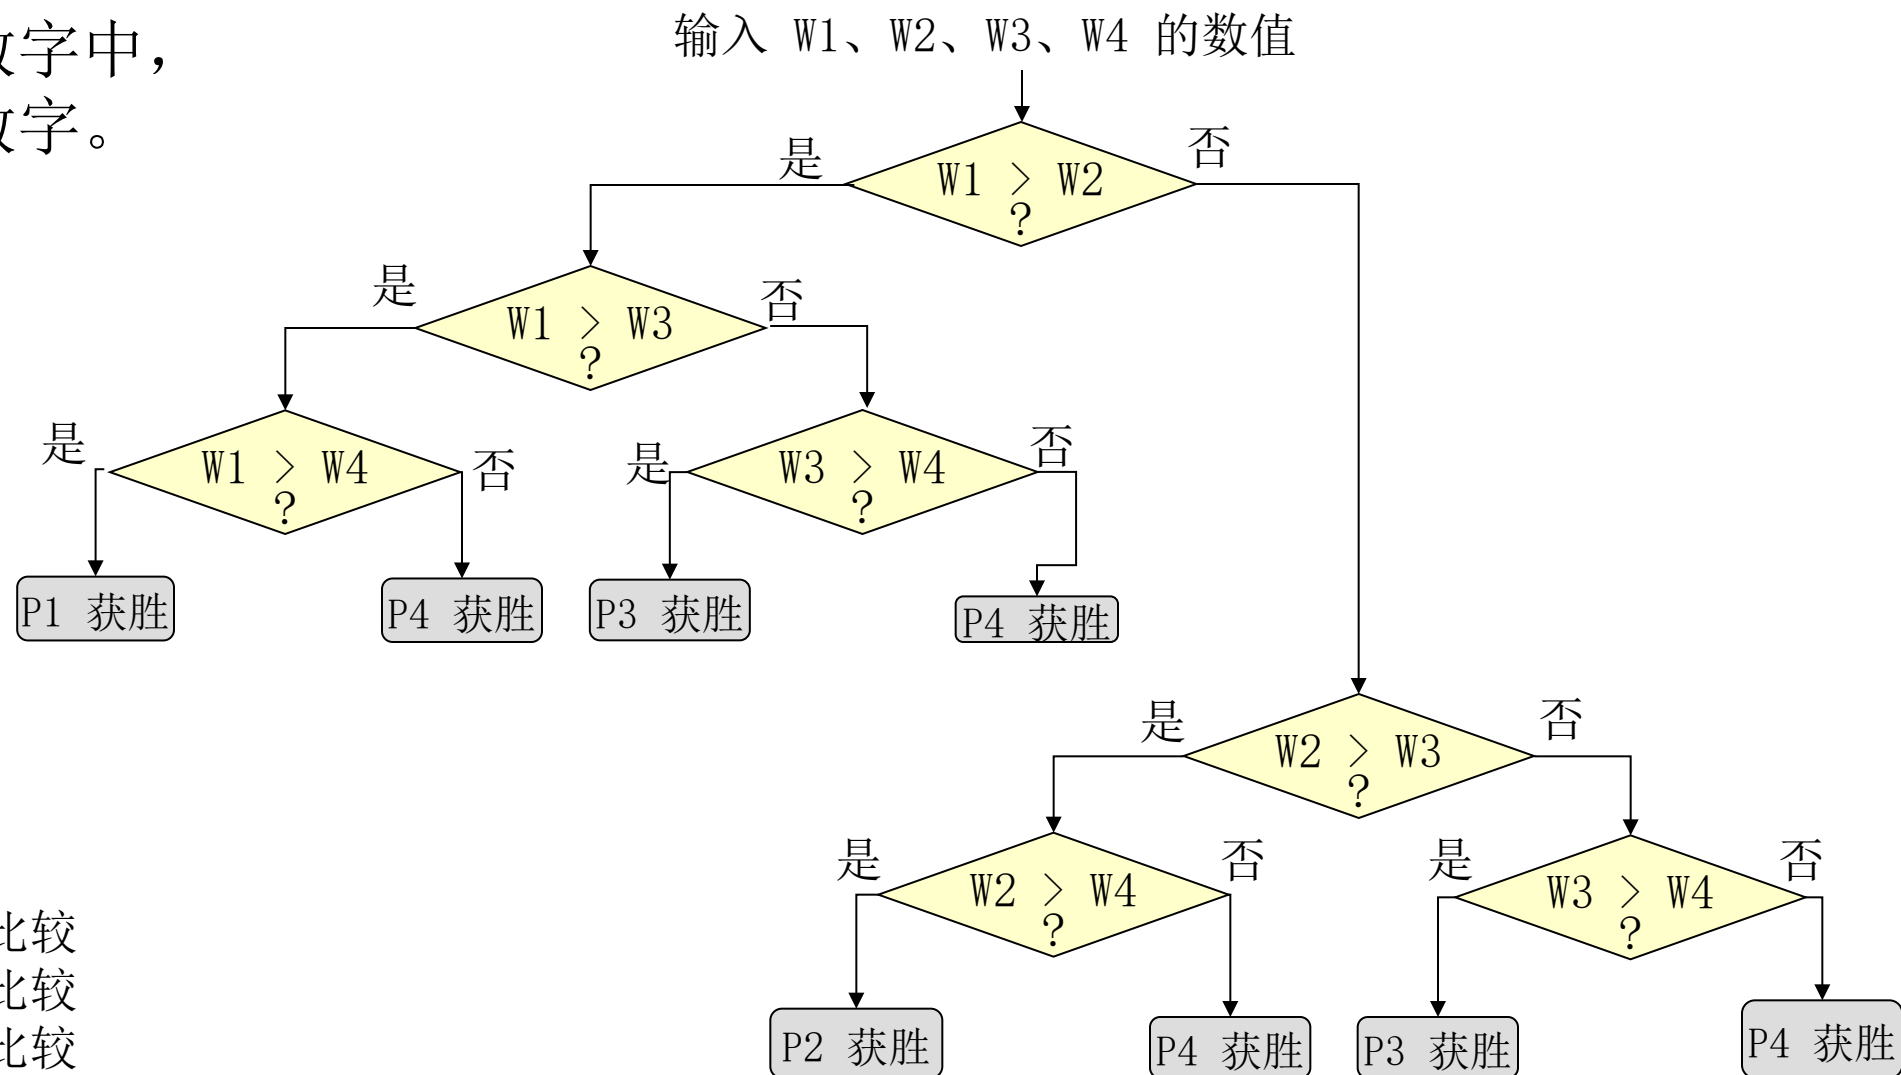 数字中，
数字。
输入 W1、W2、W3、W4 的数值
是
W1 > W2
?
否
是
W1 > W3
?
否
是
W1 > W4
?
否
是
W3 > W4
?
否
P1 获胜
P4 获胜
P3 获胜
P4 获胜
是
W2 > W3
?
否
是
W2 > W4
?
否
是
W3 > W4
?
否
比较
比较
比较
P2 获胜
P4 获胜
P3 获胜
P4 获胜